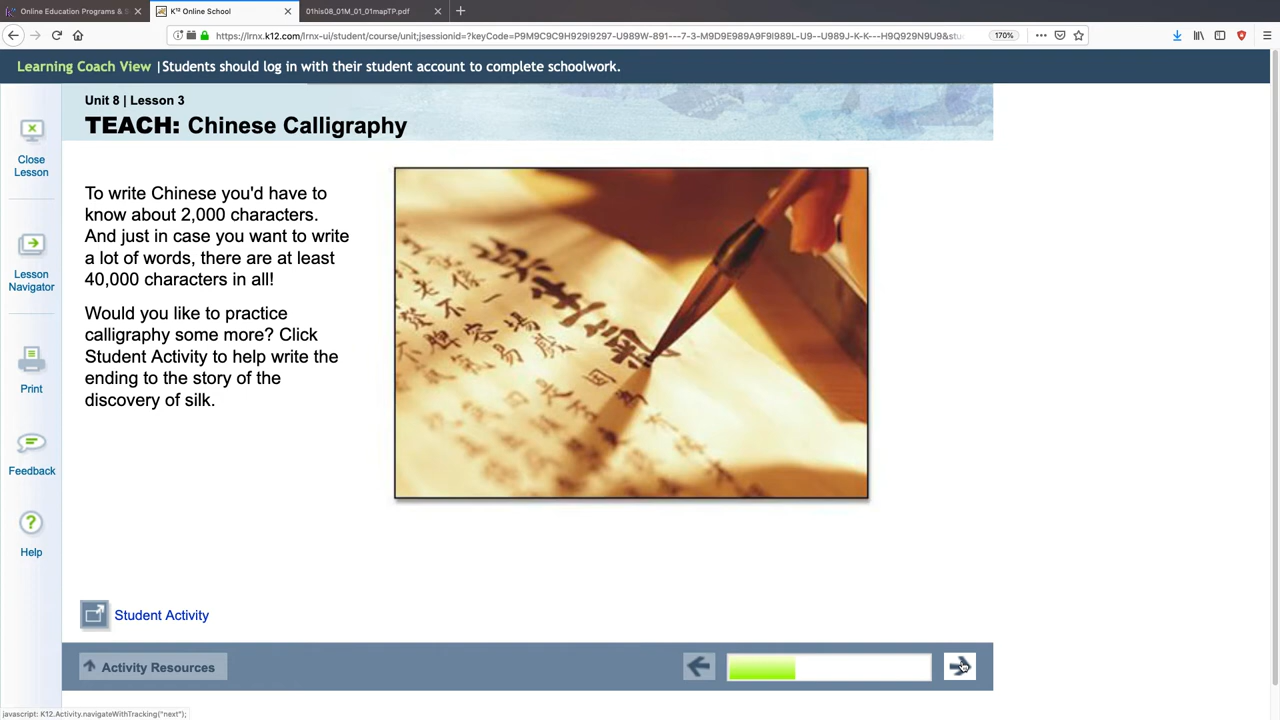 Online Education Programs & S
K¹² Online School
01his08_01M_01_01mapTP.pdf
https://lrnx.k12.com/lrnx-ui/student/course/unit;jsessionid=?keyCode=P9M9C9C9H929I9297-U989W-891---7-3-M9D9E989A9F9I989L-U9--U989J-K-K---H9Q929N9U9&stu
170%
Learning Coach View |Students should log in with their student account to complete schoolwork.
Unit 8 | Lesson 3
TEACH: Chinese Calligraphy
Close
Lesson
Lesson
Navigator
Print
Feedback
Help
To write Chinese you'd have to
know about 2,000 characters.
And just in case you want to write
a lot of words, there are at least
40,000 characters in all!
Would you like to practice
calligraphy some more? Click
Student Activity to help write the
ending to the story of the
discovery of silk.
Student Activity
Activity Resources
javascript: K12.Activity.navigateWithTracking("next");